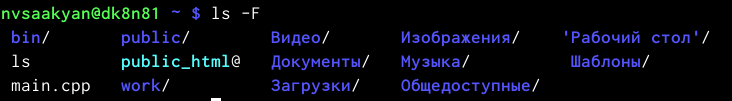 nvsaakyan@dk8n81 ~ $ ls -F
bin/ public/ Видео/ Изображения/ 'Рабочий стол'/
ls public_html@ Документы/ Музыка/ Шаблоны/
main.cpp work/ Загрузки/ Общедоступные/